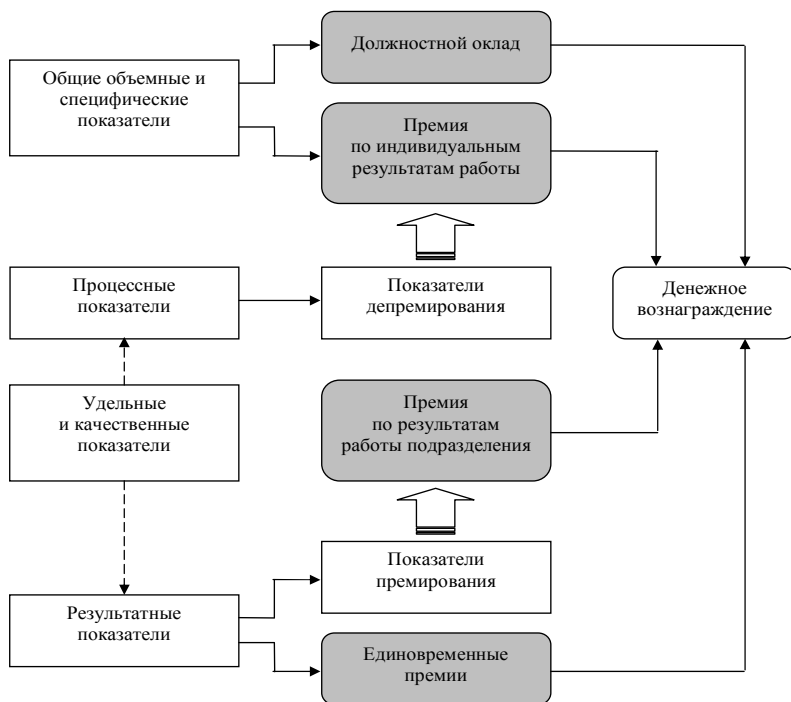 Должностной оклад
Общие объемные и
специфические
показатели
Премия
по индивидуальным
результатам работы
Процессные
показатели
Показатели
депремирования
Денежное
вознаграждение
Удельные
и качественные
показатели
Премия
по результатам
работы подразделения
Показатели
премирования
Результатные
показатели
Единовременные
премии